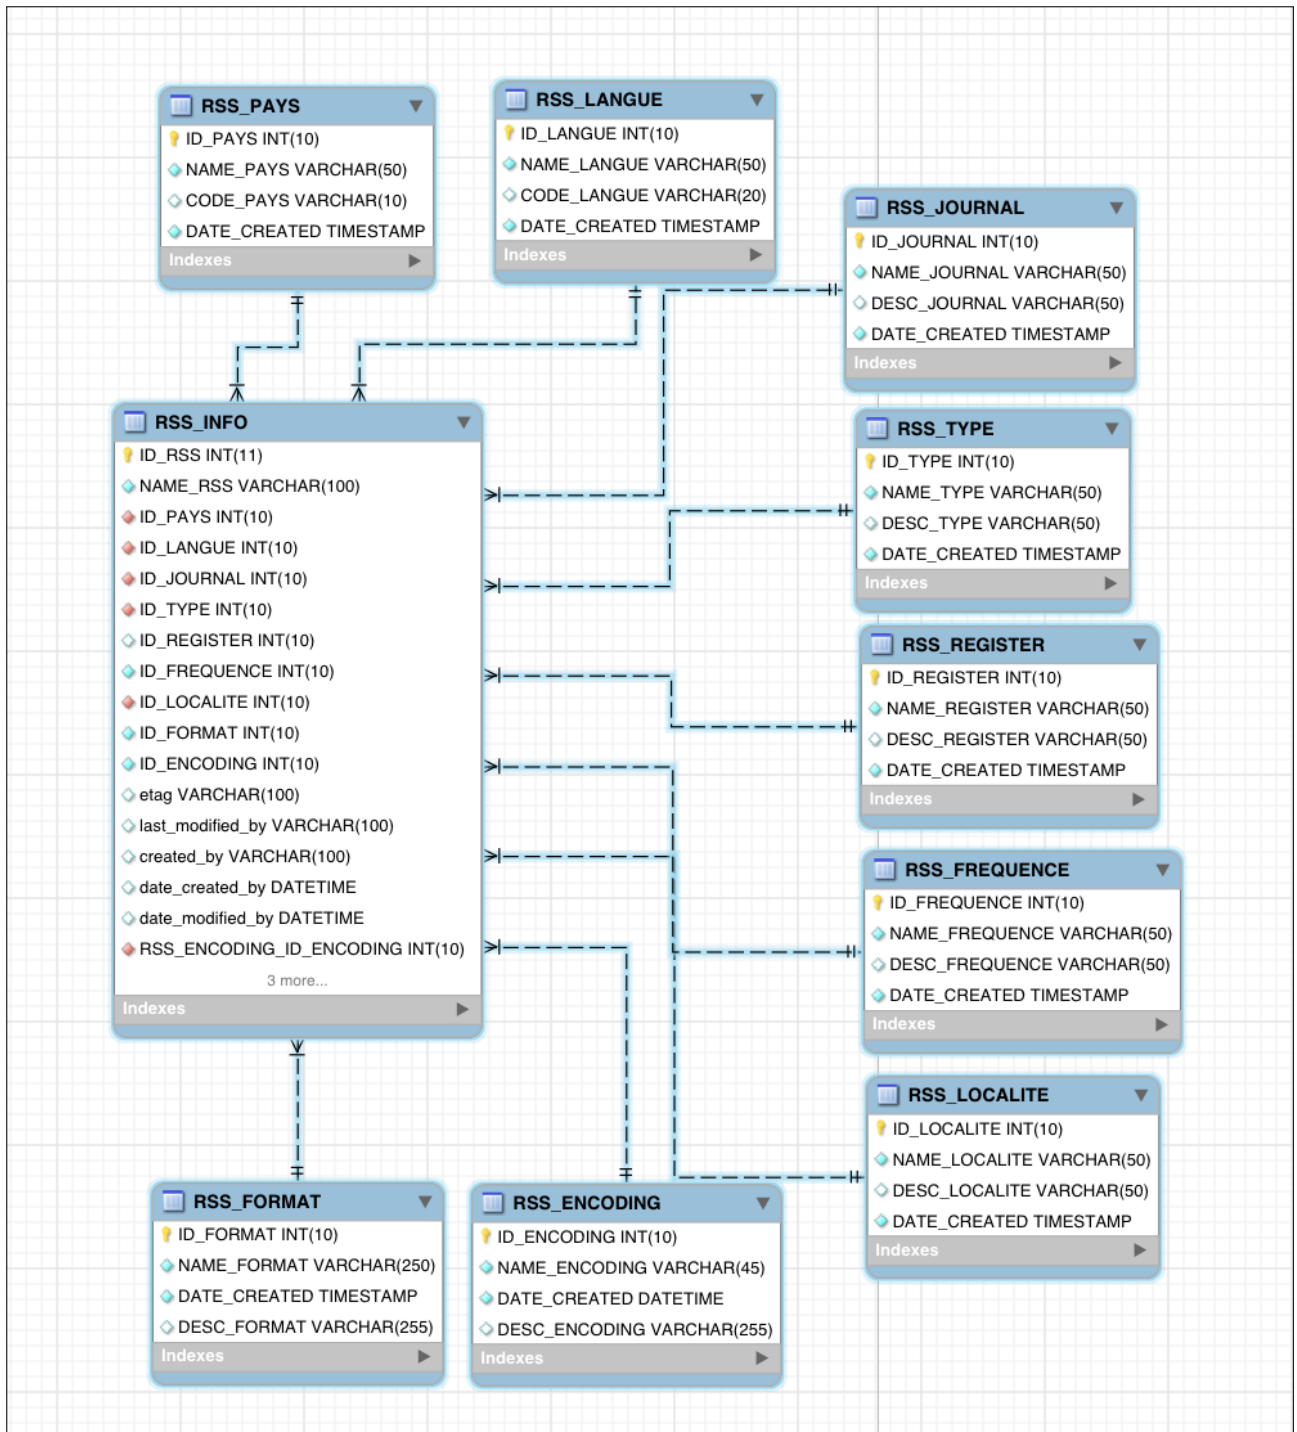 RSS_PAYS
ID_PAYS INT(10)
NAME_PAYS VARCHAR(50)
CODE_PAYS VARCHAR(10)
DATE_CREATED TIMESTAMP
Indexes
RSS_LANGUE
ID_LANGUE INT(10)
NAME_LANGUE VARCHAR(50)
CODE_LANGUE VARCHAR(20)
DATE_CREATED TIMESTAMP
Indexes
RSS_JOURNAL
ID_JOURNAL INT(10)
NAME_JOURNAL VARCHAR(50)
DESC_JOURNAL VARCHAR(50)
DATE_CREATED TIMESTAMP
Indexes
RSS_INFO
ID_RSS INT(11)
NAME_RSS VARCHAR(100)
ID_PAYS INT(10)
ID_LANGUE INT(10)
ID_JOURNAL INT(10)
ID_TYPE INT(10)
ID_REGISTER INT(10)
ID_FREQUENCE INT(10)
ID_LOCALITE INT(10)
ID_FORMAT INT(10)
ID_ENCODING INT(10)
etag VARCHAR(100)
last_modified_by VARCHAR(100)
created_by VARCHAR(100)
date_created_by DATETIME
date_modified_by DATETIME
RSS_ENCODING_ID_ENCODING INT(10)
3 more...
Indexes
RSS_TYPE
ID_TYPE INT(10)
NAME_TYPE VARCHAR(50)
DESC_TYPE VARCHAR(50)
DATE_CREATED TIMESTAMP
Indexes
RSS_REGISTER
ID_REGISTER INT(10)
NAME_REGISTER VARCHAR(50)
DESC_REGISTER VARCHAR(50)
DATE_CREATED TIMESTAMP
Indexes
RSS_FREQUENCE
ID_FREQUENCE INT(10)
NAME_FREQUENCE VARCHAR(50)
DESC_FREQUENCE VARCHAR(50)
DATE_CREATED TIMESTAMP
Indexes
RSS_LOCALITE
ID_LOCALITE INT(10)
NAME_LOCALITE VARCHAR(50)
DESC_LOCALITE VARCHAR(50)
DATE_CREATED TIMESTAMP
Indexes
RSS_FORMAT
ID_FORMAT INT(10)
NAME_FORMAT VARCHAR(250)
DATE_CREATED TIMESTAMP
DESC_FORMAT VARCHAR(255)
Indexes
RSS_ENCODING
ID_ENCODING INT(10)
NAME_ENCODING VARCHAR(45)
DATE_CREATED DATETIME
DESC_ENCODING VARCHAR(255)
Indexes